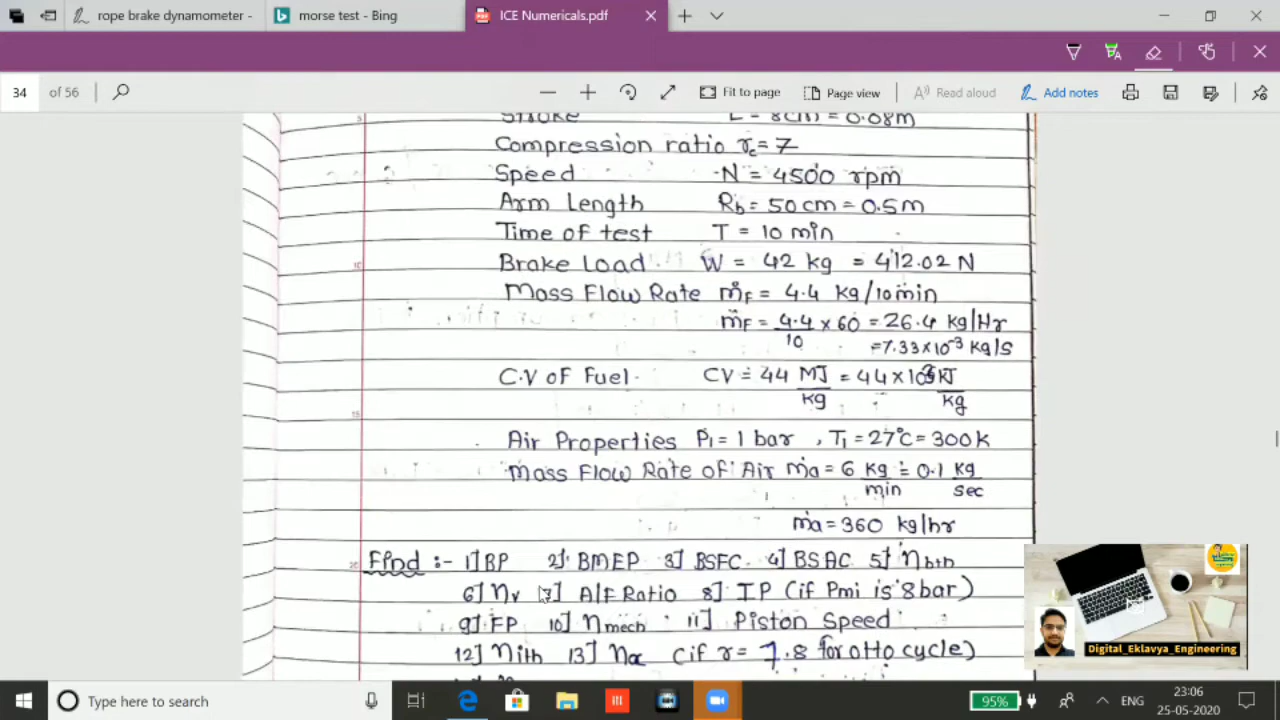 rope brake dynamometer -
morse test - Bing
ICE Numericals.pdf
34 of 56
Fit to page
Page view
Read aloud
Add notes
Stroke L = 8cm = 0.08m
Compression ratio rc = 7
Speed N = 4500 rpm
Arm Length Rb = 50 cm = 0.5m
Time of test T = 10 min
Brake Load W = 42 kg = 412.02 N
Mass Flow Rate ṁF = 4.4 kg/10min
ṁF = 4.4/10 × 60 = 26.4 kg/Hr
= 7.33×10⁻³ kg/s
C.V of Fuel CV = 44 MJ/kg = 44×10³ KJ/kg
Air Properties P1 = 1 bar , T1 = 27°C = 300K
Mass Flow Rate of Air ṁa = 6 kg/min = 0.1 kg/sec
ṁa = 360 kg/hr
Find :- 1] BP 2] BMEP 3] BSFC 4] BSAC 5] ηbth
6] ηv 7] A/F Ratio 8] IP (if Pmi is 8 bar)
9] FP 10] ηmech 11] Piston Speed
12] ηith 13] ηa (if r = 7.8 for otto cycle)
Digital_Eklavya_Engineering
Type here to search
95%
ENG
23:06
25-05-2020